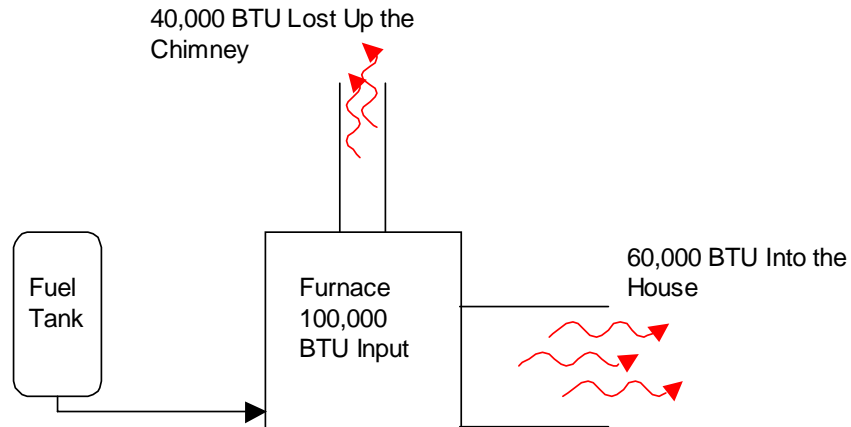 40,000 BTU Lost Up the
Chimney
60,000 BTU Into the
House
Fuel
Tank
Furnace
100,000
BTU Input